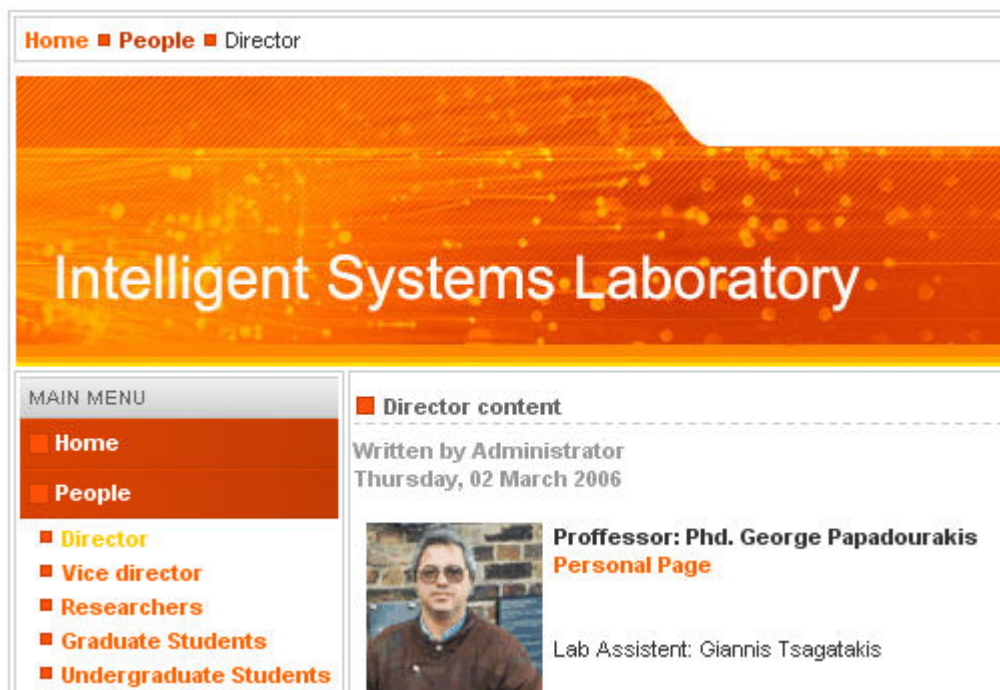 Home People Director
Intelligent Systems Laboratory
MAIN MENU
Home
People
Director
Vice director
Researchers
Graduate Students
Undergraduate Students
Director content
Written by Administrator
Thursday, 02 March 2006
Proffessor: Phd. George Papadourakis
Personal Page
Lab Assistent: Giannis Tsagatakis